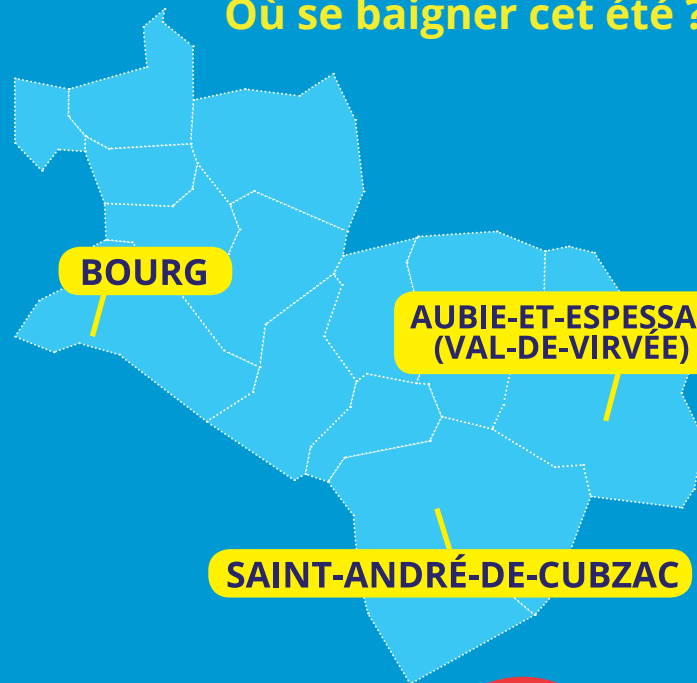 Où se baigner cet été ?
BOURG
AUBIE-ET-ESPESSA
(VAL-DE-VIRVÉE)
SAINT-ANDRÉ-DE-CUBZAC